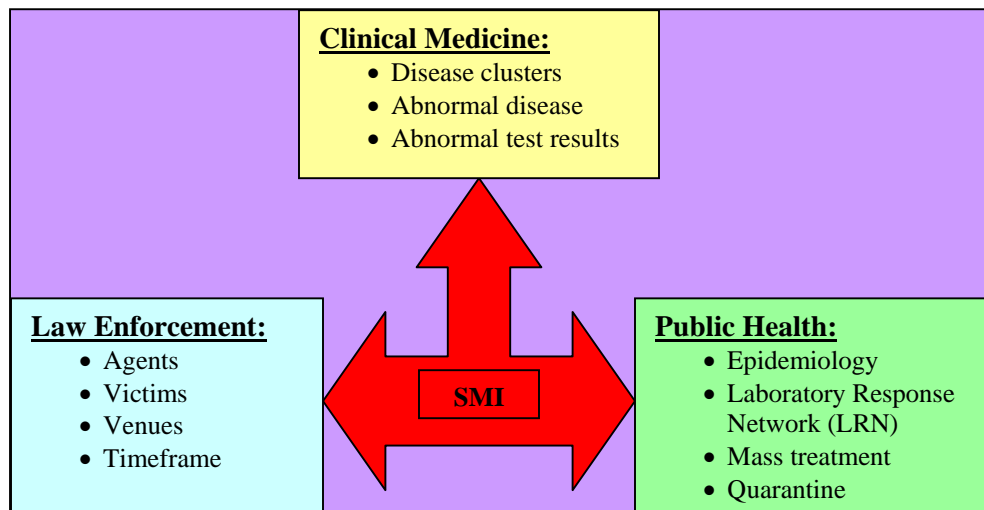 Clinical Medicine:
• Disease clusters
• Abnormal disease
• Abnormal test results
Law Enforcement:
• Agents
• Victims
• Venues
• Timeframe
SMI
Public Health:
• Epidemiology
• Laboratory Response
Network (LRN)
• Mass treatment
• Quarantine